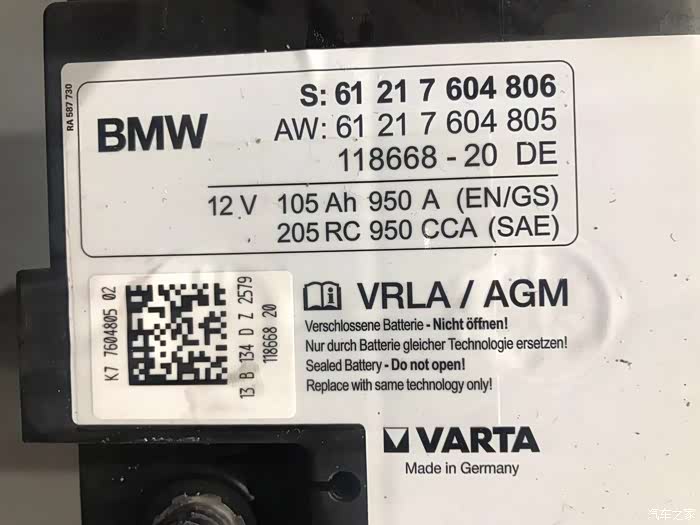 RA 587 730
BMW
S: 61 21 7 604 806
AW: 61 21 7 604 805
118668 - 20 DE
12 V 105 Ah 950 A (EN/GS)
205 RC 950 CCA (SAE)
K7 7604805 02
13 B 134 D Z 2579
118668 20
VRLA / AGM
Verschlossene Batterie - Nicht öffnen!
Nur durch Batterie gleicher Technologie ersetzen!
Sealed Battery - Do not open!
Replace with same technology only!
VARTA
Made in Germany
汽车之家